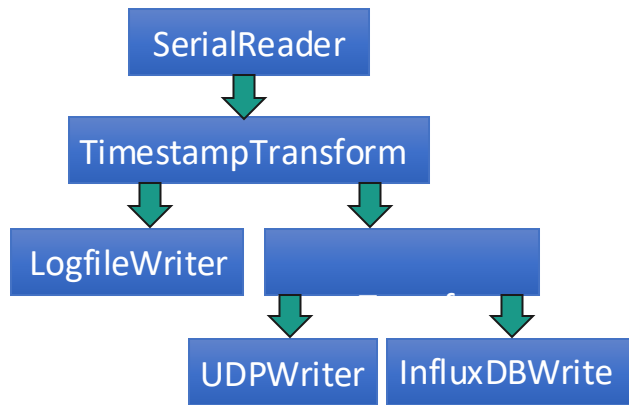 SerialReader
TimestampTransform
LogfileWriter
UDPWriter
InfluxDBWrite